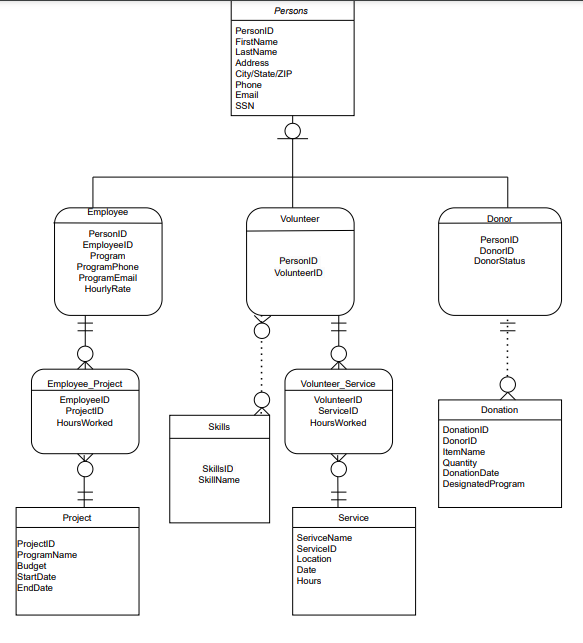 Persons
PersonID
FirstName
LastName
Address
City/State/ZIP
Phone
Email
SSN
Employee
PersonID
EmployeeID
Program
ProgramPhone
ProgramEmail
HourlyRate
Volunteer
PersonID
VolunteerID
Donor
PersonID
DonorID
DonorStatus
Employee_Project
EmployeeID
ProjectID
HoursWorked
Skills
SkillsID
SkillName
Volunteer_Service
VolunteerID
ServiceID
HoursWorked
Donation
DonationID
DonorID
ItemName
Quantity
DonationDate
DesignatedProgram
Project
ProjectID
ProgramName
Budget
StartDate
EndDate
Service
SerivceName
ServiceID
Location
Date
Hours